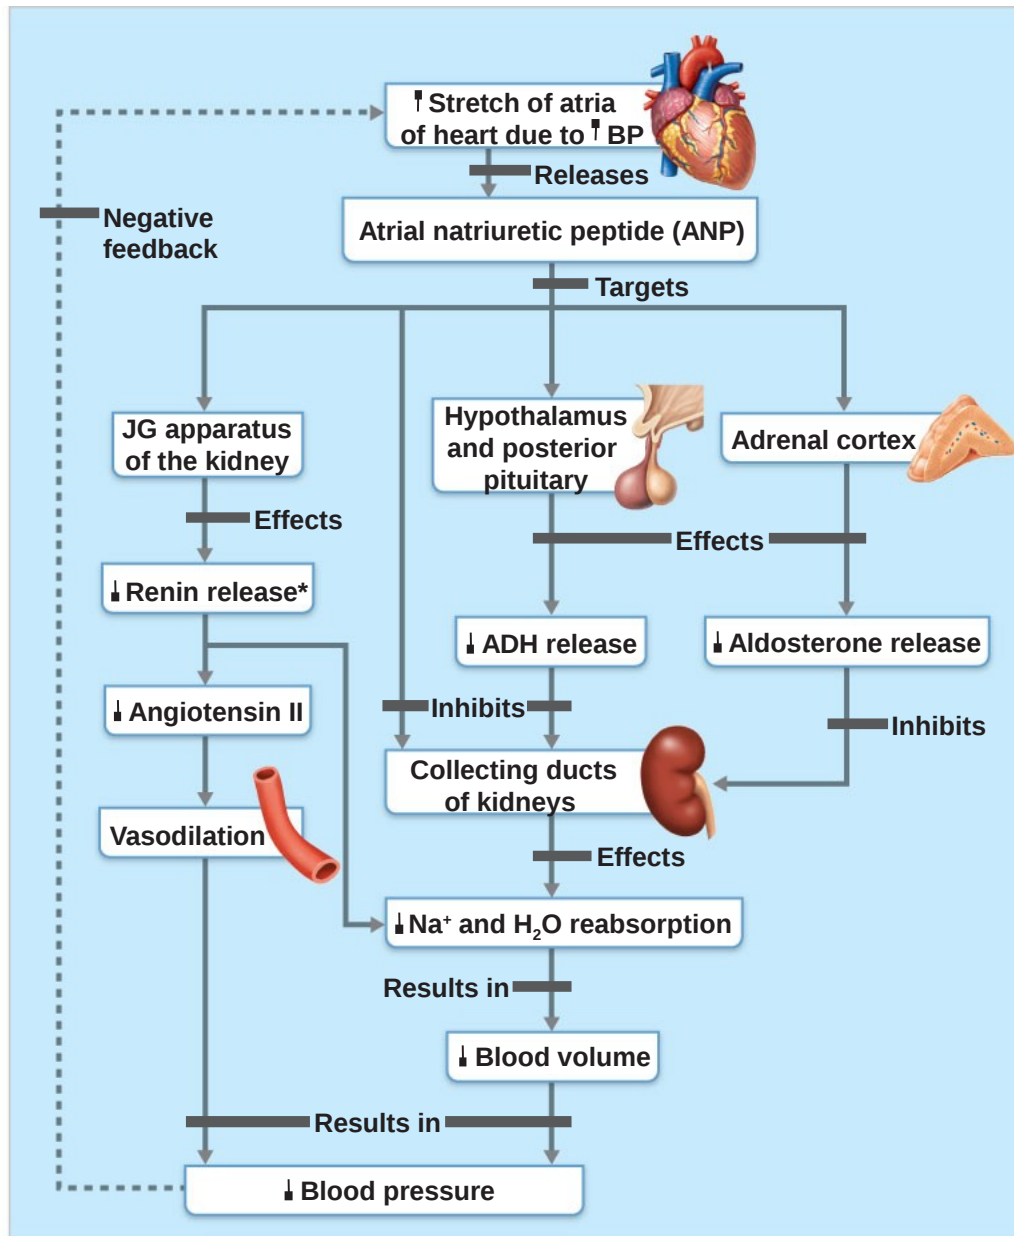 ↑Stretch of atria
of heart due to ↑BP
Releases
Atrial natriuretic peptide (ANP)
Negative
feedback
Targets
JG apparatus
of the kidney
Hypothalamus
and posterior
pituitary
Adrenal cortex
Effects
Effects
↓Renin release*
↓ADH release
↓Aldosterone release
↓Angiotensin II
Inhibits
Inhibits
Collecting ducts
of kidneys
Vasodilation
Effects
↓Na⁺ and H₂O reabsorption
Results in
↓Blood volume
Results in
↓Blood pressure